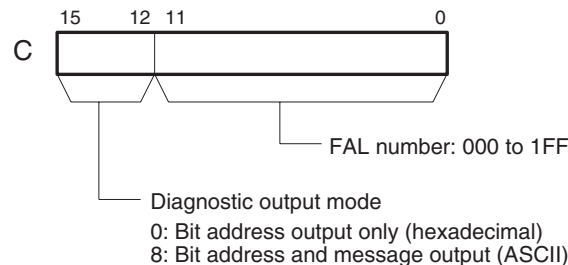 15 12 11 0
C
FAL number: 000 to 1FF
Diagnostic output mode
0: Bit address output only (hexadecimal)
8: Bit address and message output (ASCII)